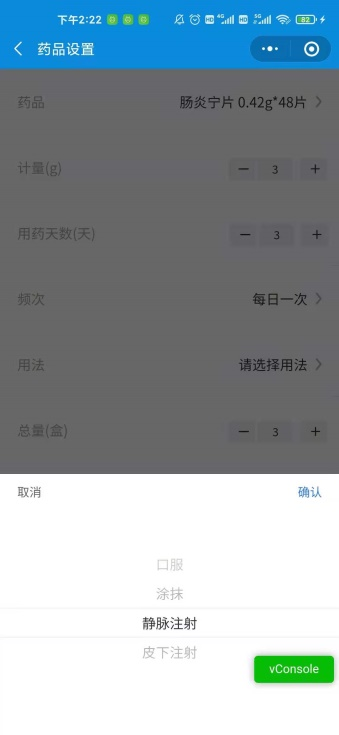 下午2:22
4G
5G
82
药品设置
药品 肠炎宁片 0.42g*48片
计量(g) 3
用药天数(天) 3
频次 每日一次
用法 请选择用法
总量(盒) 3
取消 确认
口服
涂抹
静脉注射
皮下注射
vConsole